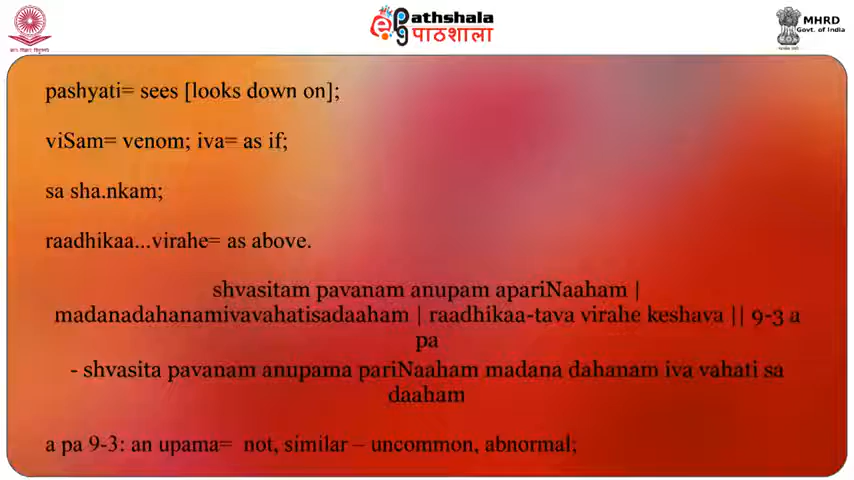 Pathshala
पाठशाला
MHRD
Govt. of India
pashyati= sees [looks down on];
viSam= venom; iva= as if;
sa sha.nkam;
raadhikaa...virahe= as above.
shvasitam pavanam anupam apariNaaham |
madanadahanamivavahatisadaaham | raadhikaa-tava virahe keshava || 9-3 a
pa
- shvasita pavanam anupama pariNaaham madana dahanam iva vahati sa
daaham
a pa 9-3: an upama= not, similar – uncommon, abnormal;